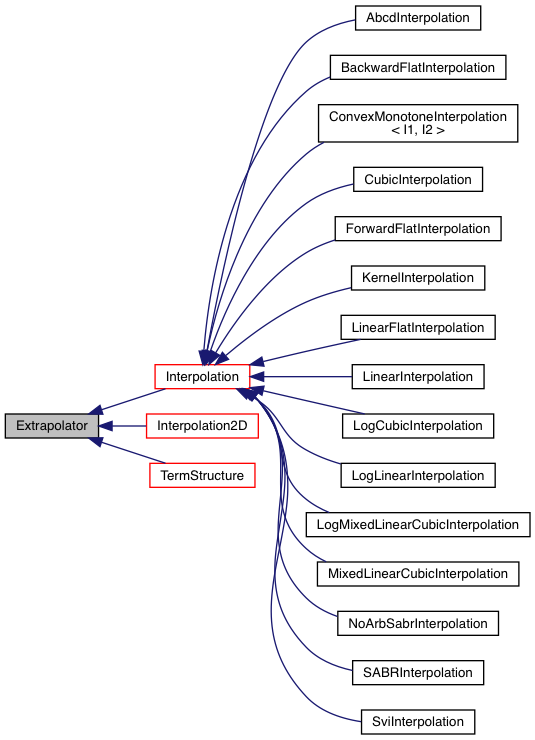 AbcdInterpolation
BackwardFlatInterpolation
ConvexMonotoneInterpolation
< I1, I2 >
CubicInterpolation
ForwardFlatInterpolation
KernelInterpolation
LinearFlatInterpolation
Interpolation
LinearInterpolation
Extrapolator
Interpolation2D
LogCubicInterpolation
TermStructure
LogLinearInterpolation
LogMixedLinearCubicInterpolation
MixedLinearCubicInterpolation
NoArbSabrInterpolation
SABRInterpolation
SviInterpolation